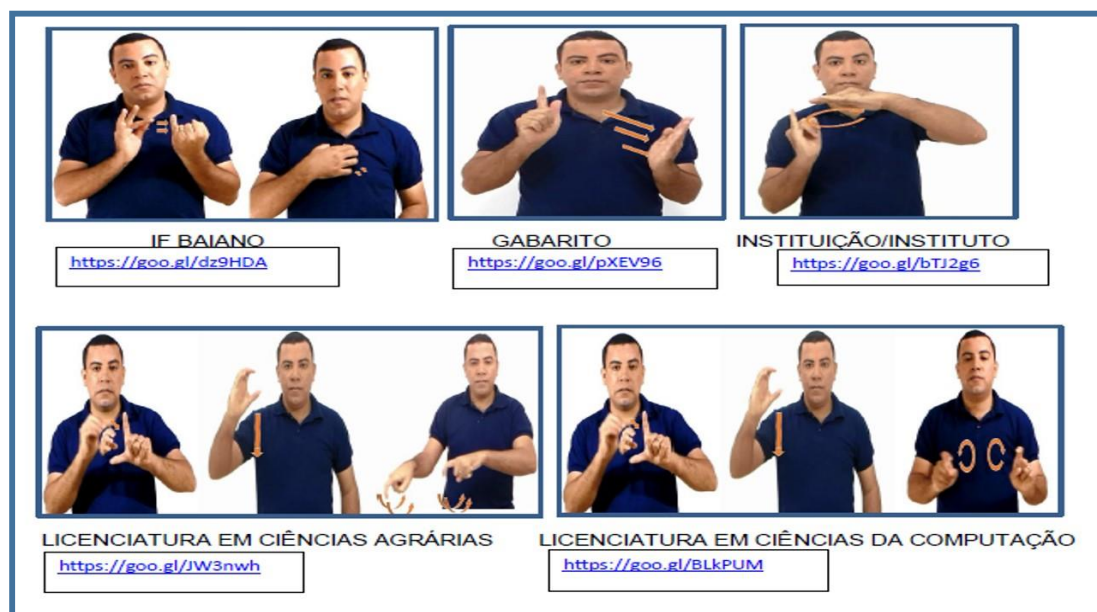 IF BAIANO
GABARITO
INSTITUIÇÃO/INSTITUTO
https://goo.gl/dz9HDA
https://goo.gl/pXEV96
https://goo.gl/bTJ2g6
LICENCIATURA EM CIÊNCIAS AGRÁRIAS
LICENCIATURA EM CIÊNCIAS DA COMPUTAÇÃO
https://goo.gl/JW3nwh
https://goo.gl/BLkPUM